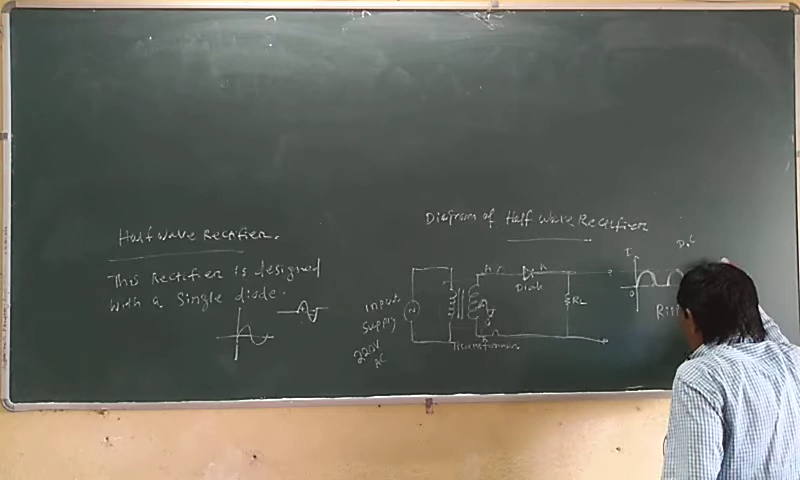 Half Wave Rectifier.
This Rectifier is designed
with a single diode.
Diagram of Half Wave Rectifier
Input
Supply
220V
AC
Transformer
Diode
RL
I
0
D.C